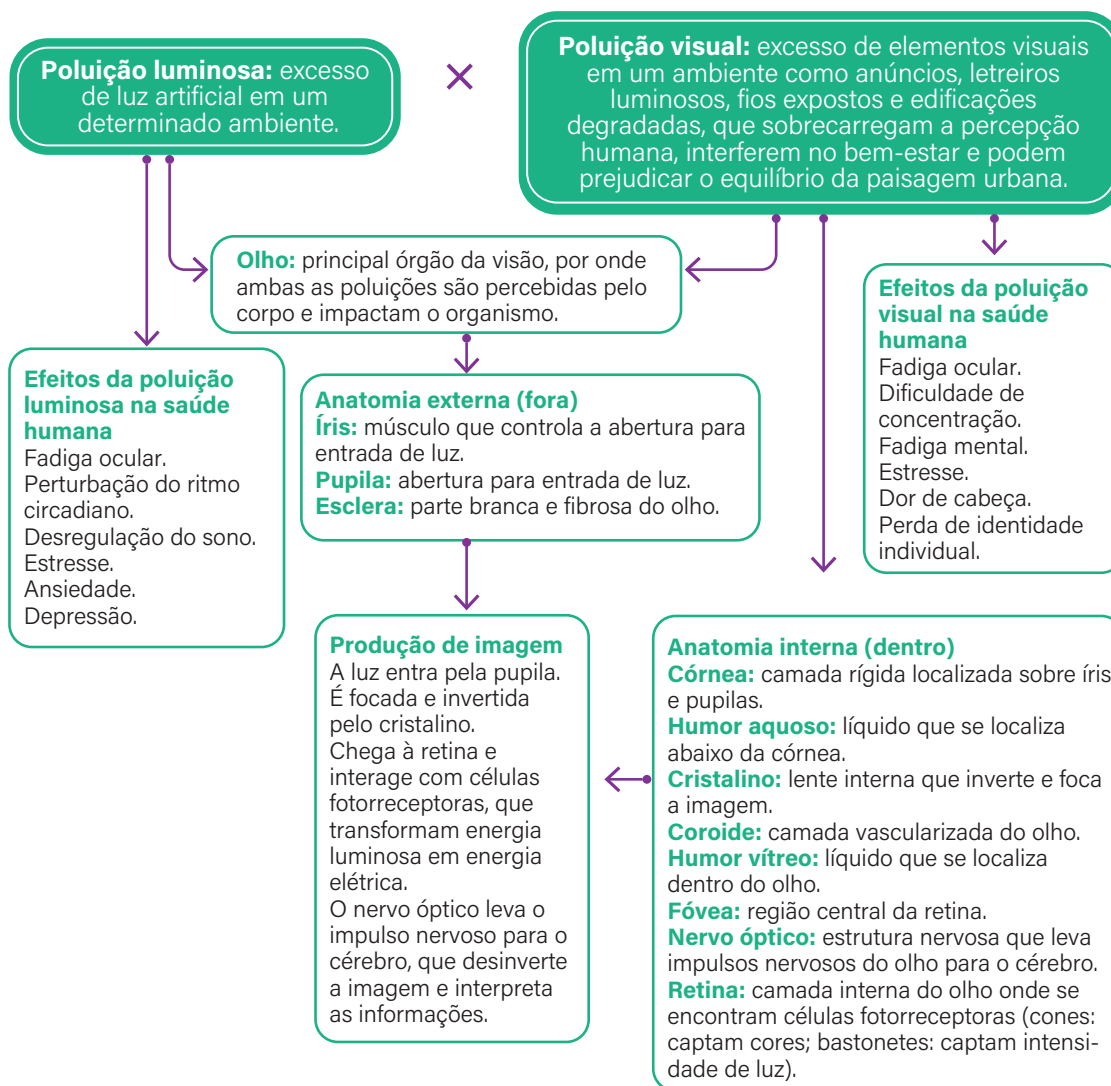 Poluição luminosa: excesso
de luz artificial em um
determinado ambiente.
×
Poluição visual: excesso de elementos visuais
em um ambiente como anúncios, letreiros
luminosos, fios expostos e edificações
degradadas, que sobrecarregam a percepção
humana, interferem no bem-estar e podem
prejudicar o equilíbrio da paisagem urbana.
Olho: principal órgão da visão, por onde
ambas as poluições são percebidas pelo
corpo e impactam o organismo.
Efeitos da poluição
visual na saúde
humana
Fadiga ocular.
Dificuldade de
concentração.
Fadiga mental.
Estresse.
Dor de cabeça.
Perda de identidade
individual.
Efeitos da poluição
luminosa na saúde
humana
Fadiga ocular.
Perturbação do ritmo
circadiano.
Desregulação do sono.
Estresse.
Ansiedade.
Depressão.
Anatomia externa (fora)
Íris: músculo que controla a abertura para
entrada de luz.
Pupila: abertura para entrada de luz.
Esclera: parte branca e fibrosa do olho.
Produção de imagem
A luz entra pela pupila.
É focada e invertida
pelo cristalino.
Chega à retina e
interage com células
fotorreceptoras, que
transformam energia
luminosa em energia
elétrica.
O nervo óptico leva o
impulso nervoso para o
cérebro, que desinverte
a imagem e interpreta
as informações.
Anatomia interna (dentro)
Córnea: camada rígida localizada sobre íris
e pupilas.
Humor aquoso: líquido que se localiza
abaixo da córnea.
Cristalino: lente interna que inverte e foca
a imagem.
Coroide: camada vascularizada do olho.
Humor vítreo: líquido que se localiza
dentro do olho.
Fóvea: região central da retina.
Nervo óptico: estrutura nervosa que leva
impulsos nervosos do olho para o cérebro.
Retina: camada interna do olho onde se
encontram células fotorreceptoras (cones:
captam cores; bastonetes: captam intensi-
dade de luz).